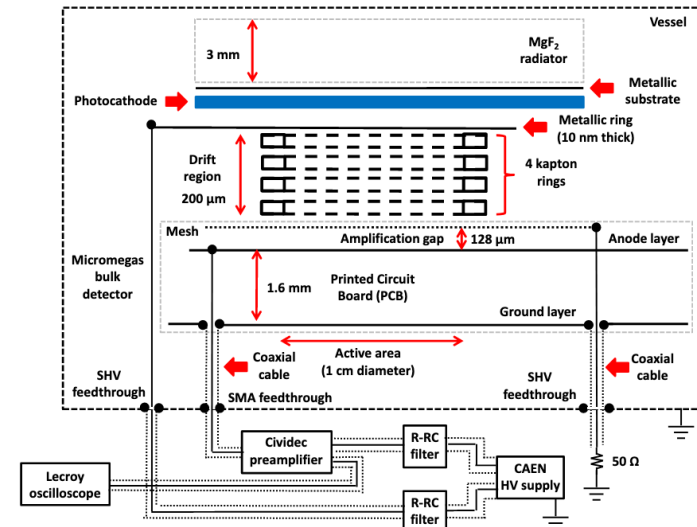 Vessel
MgF2
radiator
3 mm
Metallic
substrate
Photocathode
Metallic ring
(10 nm thick)
Drift
region
200 µm
4 kapton
rings
Mesh
Amplification gap
128 µm
Anode layer
Micromegas
bulk
detector
1.6 mm
Printed Circuit
Board (PCB)
Ground layer
Coaxial
cable
Active area
(1 cm diameter)
Coaxial
cable
SHV
feedthrough
SMA feedthrough
SHV
feedthrough
Cividec
preamplifier
R-RC
filter
50 Ω
Lecroy
oscilloscope
CAEN
HV supply
R-RC
filter